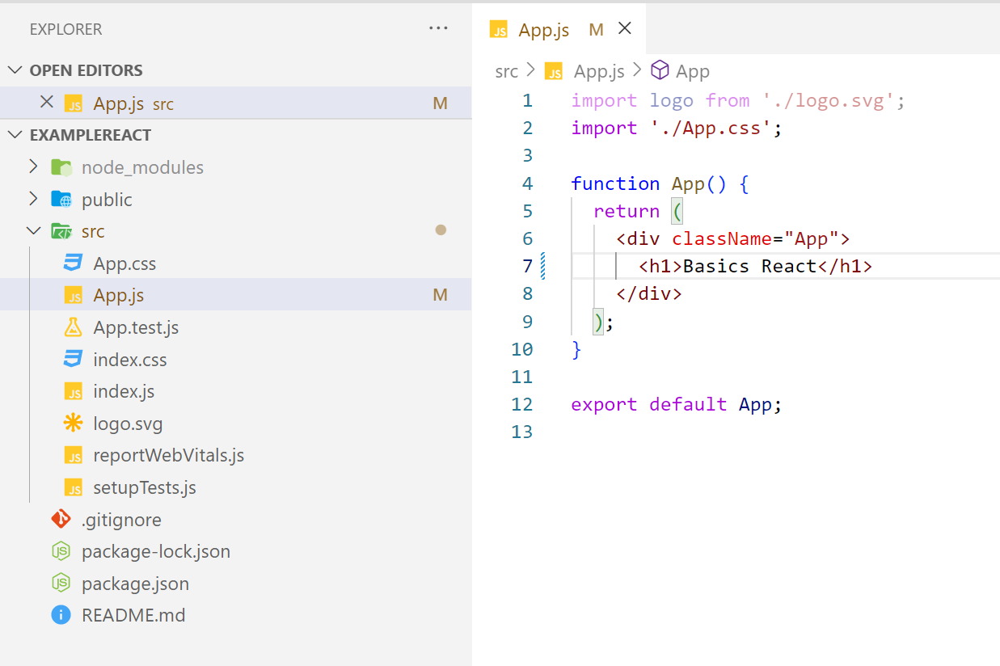 EXPLORER ···
OPEN EDITORS
App.js src M
EXAMPLEREACT
node_modules
public
src
App.css
App.js M
App.test.js
index.css
index.js
logo.svg
reportWebVitals.js
setupTests.js
.gitignore
package-lock.json
package.json
README.md
JS App.js M
src > JS App.js > App
1 import logo from './logo.svg';
2 import './App.css';
3
4 function App() {
5   return (
6     <div className="App">
7       <h1>Basics React</h1>
8     </div>
9   );
10 }
11
12 export default App;
13